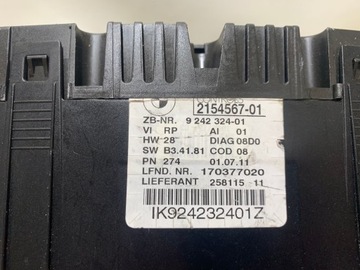 2154567-01
ZB-NR. 9 242 324-01
VI RP AI 01
HW 28 DIAG 08D0
SW B3.41.81 COD 08
PN 274 01.07.11
LFND. NR. 170377020
LIEFERANT 258115 11
IK924232401Z